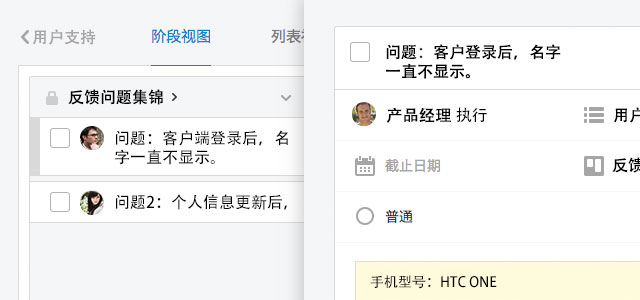 用户支持
阶段视图
列表
反馈问题集锦
问题：客户端登录后，名
字一直不显示。
问题2：个人信息更新后，
问题：客户登录后，名字
一直不显示。
产品经理 执行
用户
截止日期
反馈
普通
手机型号：HTC ONE